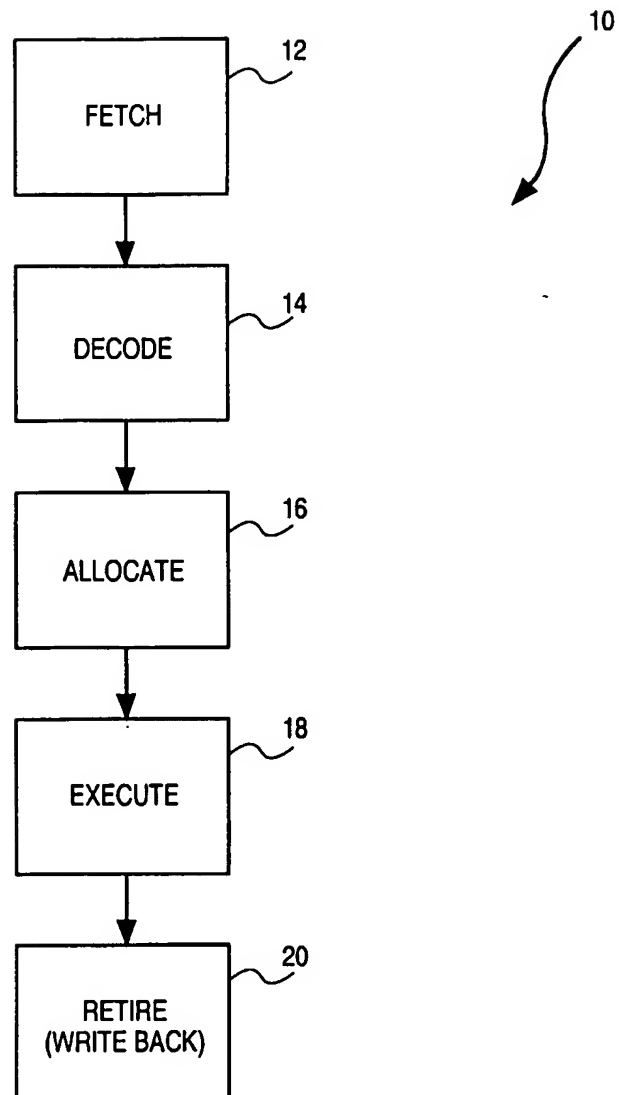 10
12
FETCH
14
DECODE
16
ALLOCATE
18
EXECUTE
20
RETIRE
(WRITE BACK)